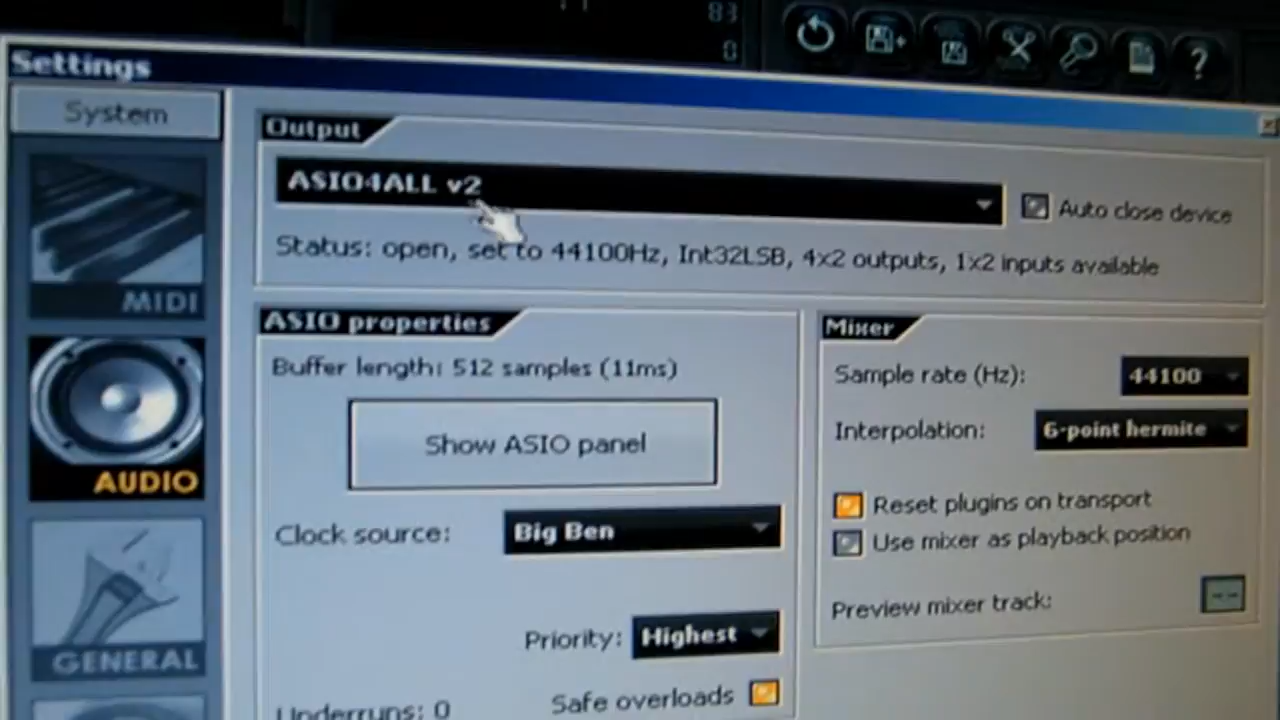 83
0
?
Settings
System
Output
ASIO4ALL v2
Auto close device
Status: open, set to 44100Hz, Int32LSB, 4x2 outputs, 1x2 inputs available
MIDI
ASIO properties
Mixer
Buffer length: 512 samples (11ms)
Sample rate (Hz): 44100
Show ASIO panel
Interpolation: 6-point hermite
AUDIO
Reset plugins on transport
Clock source: Big Ben
Use mixer as playback position
Preview mixer track: --
Priority: Highest
GENERAL
Safe overloads
Underruns: 0